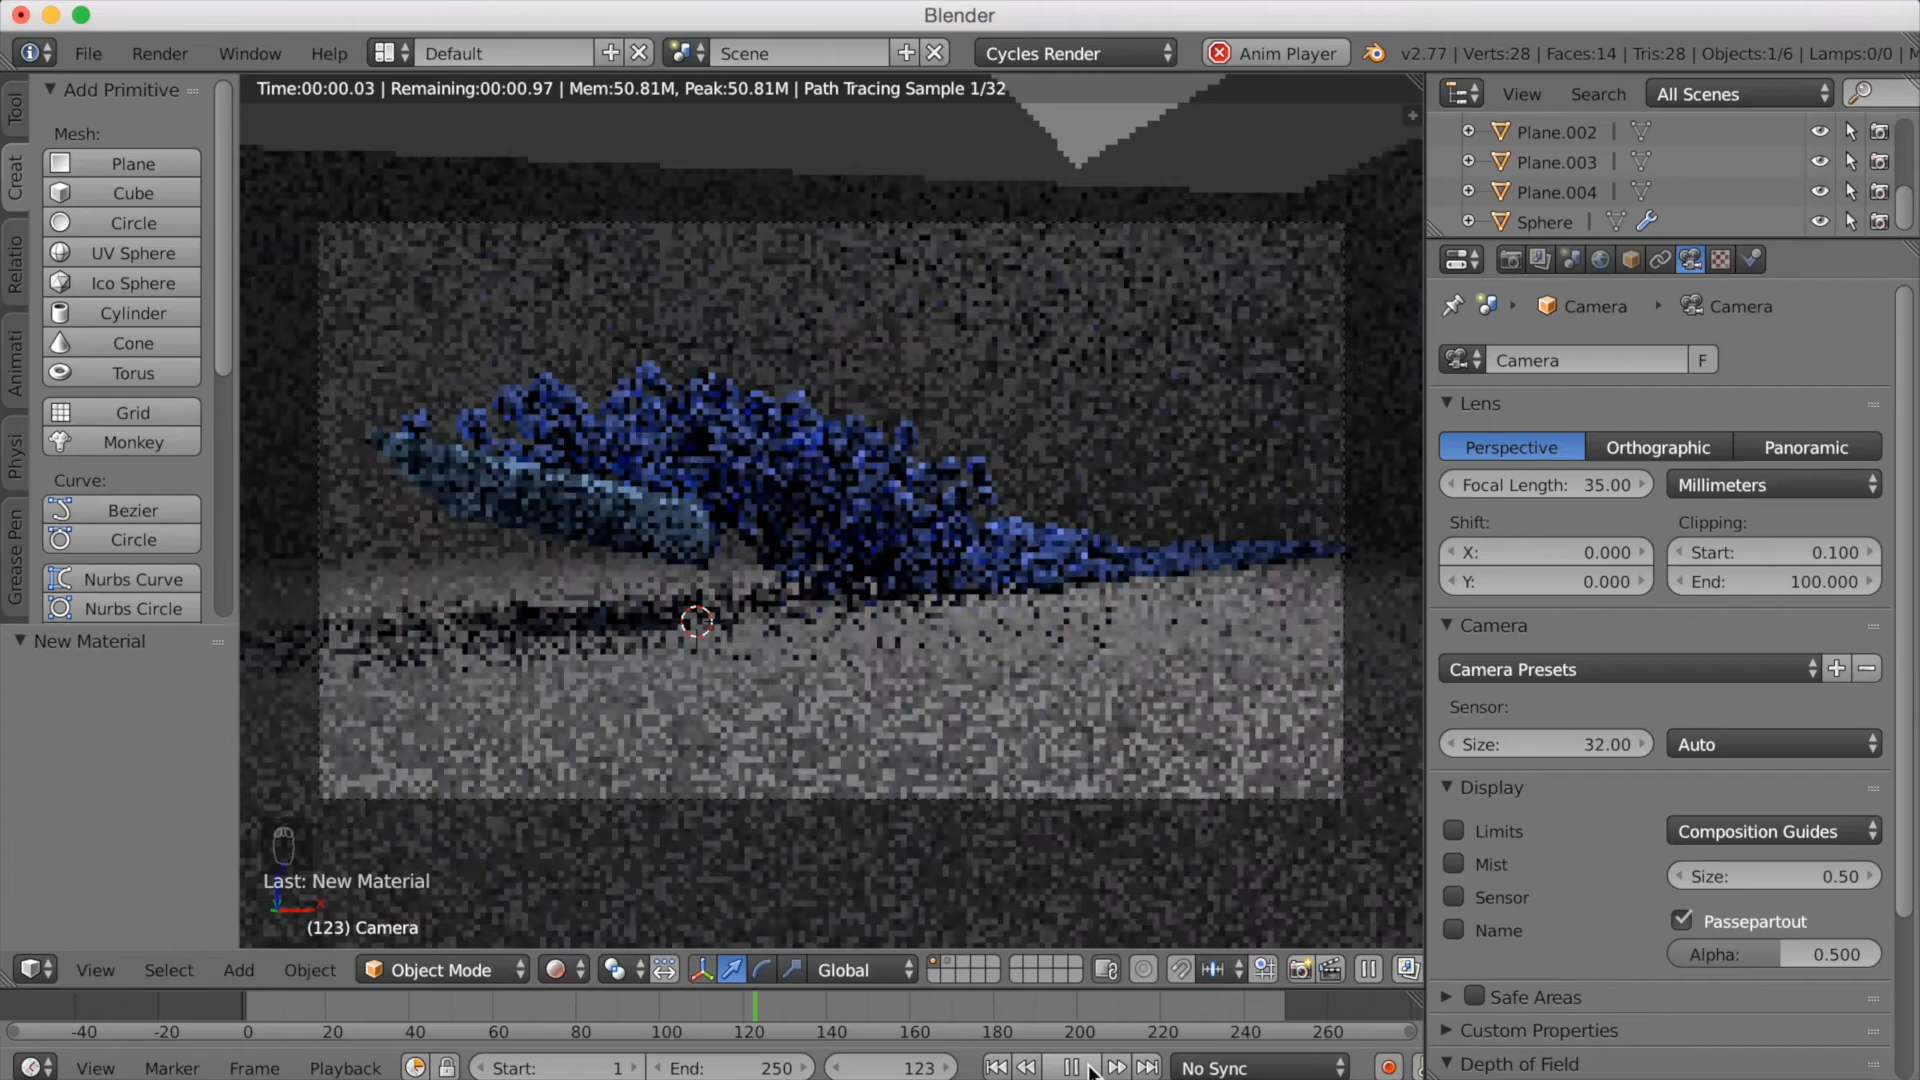 Blender
File Render Window Help Default Scene Cycles Render Anim Player v2.77 | Verts:28 | Faces:14 | Tris:28 | Objects:1/6 | Lamps:0/0 | M
Time:00:00.03 | Remaining:00:00.97 | Mem:50.81M, Peak:50.81M | Path Tracing Sample 1/32
Tool
Creat
Relatio
Animati
Physi
Grease Pen
Add Primitive
Mesh:
Plane
Cube
Circle
UV Sphere
Ico Sphere
Cylinder
Cone
Torus
Grid
Monkey
Curve:
Bezier
Circle
Nurbs Curve
Nurbs Circle
New Material
Last: New Material
(123) Camera
View Search All Scenes
Plane.002
Plane.003
Plane.004
Sphere
Camera Camera
Camera F
Lens
Perspective Orthographic Panoramic
Focal Length: 35.00 Millimeters
Shift: Clipping:
X: 0.000 Start: 0.100
Y: 0.000 End: 100.000
Camera
Camera Presets
Sensor:
Size: 32.00 Auto
Display
Limits Composition Guides
Mist Size: 0.50
Sensor Passepartout
Name Alpha: 0.500
Safe Areas
Custom Properties
Depth of Field
View Select Add Object Object Mode Global
-40 -20 0 20 40 60 80 100 120 140 160 180 200 220 240 260
View Marker Frame Playback Start: 1 End: 250 123 No Sync